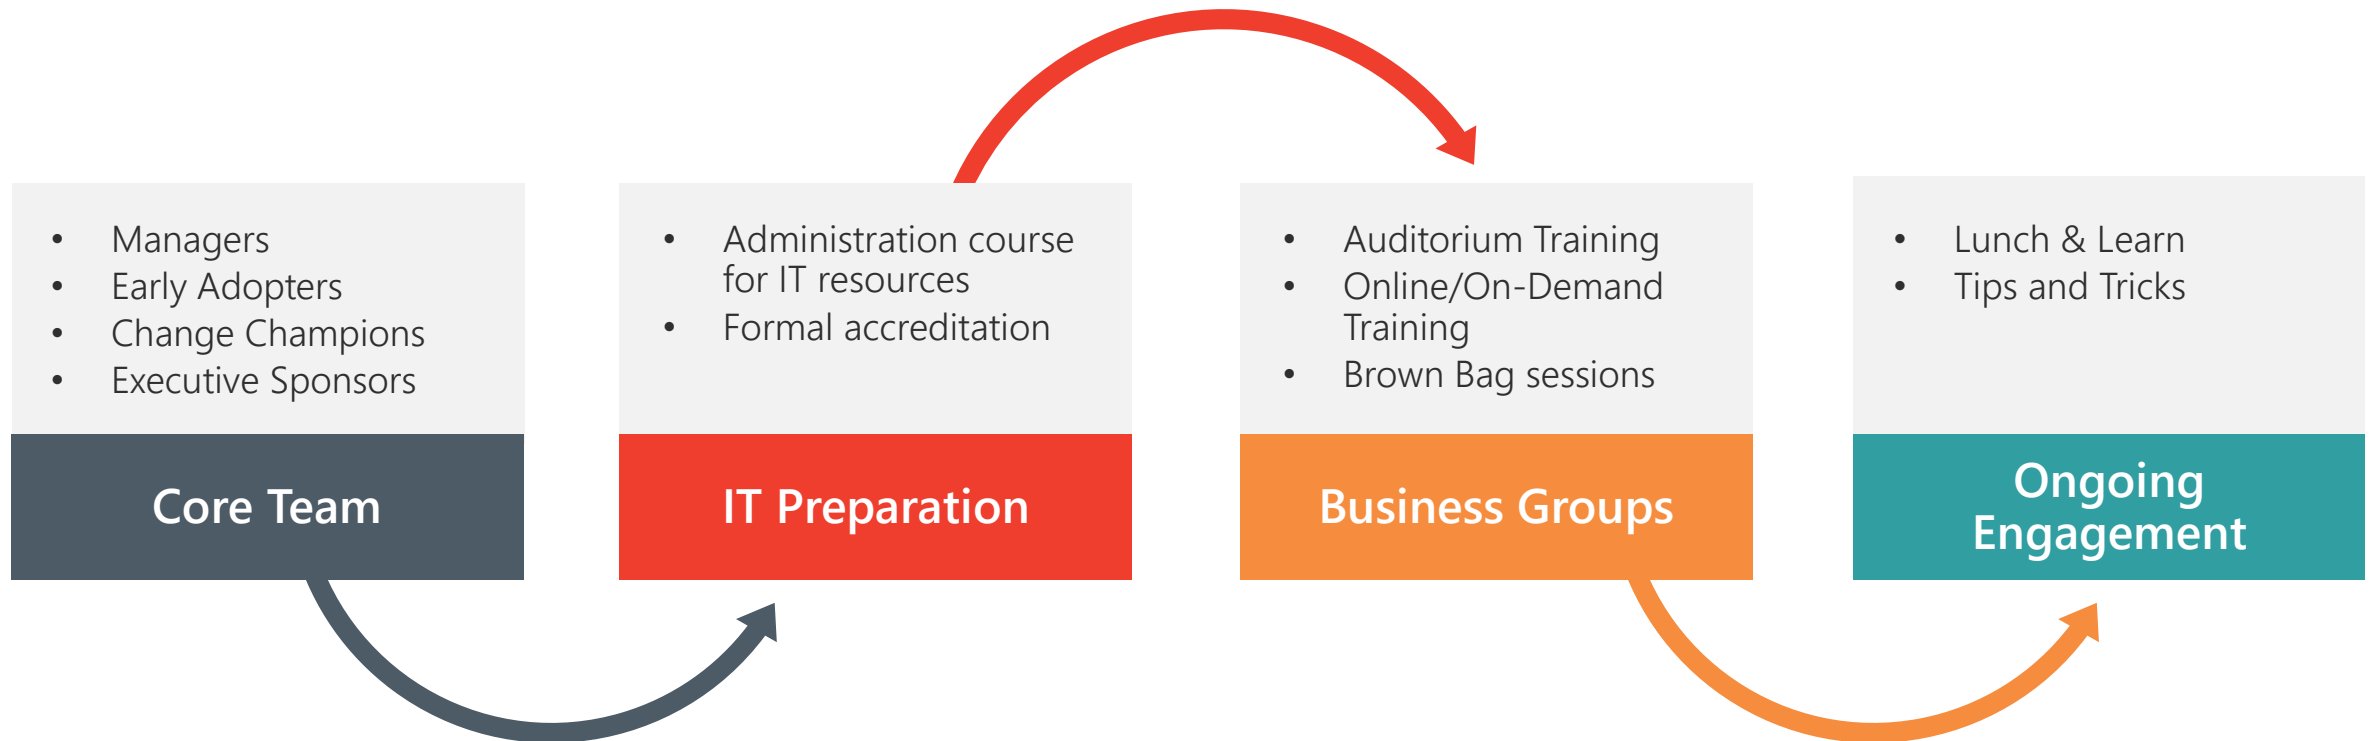 • Managers
• Early Adopters
• Change Champions
• Executive Sponsors
Core Team
• Administration course
for IT resources
• Formal accreditation
IT Preparation
• Auditorium Training
• Online/On-Demand
Training
• Brown Bag sessions
Business Groups
• Lunch & Learn
• Tips and Tricks
Ongoing
Engagement